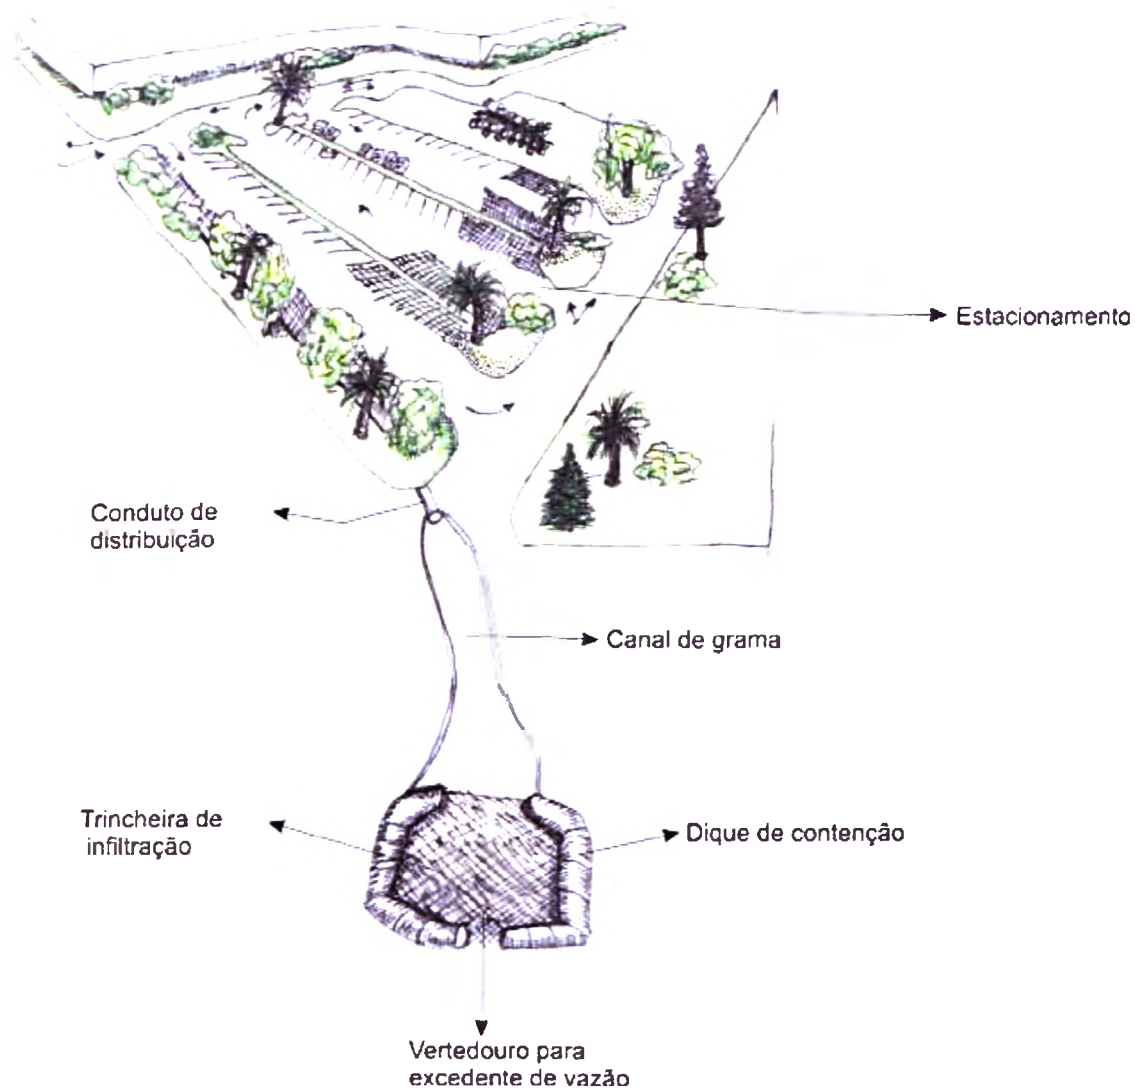 Estacionamento
Conduto de
distribuição
Canal de grama
Trincheira de
infiltração
Dique de contenção
Vertedouro para
excedente de vazão